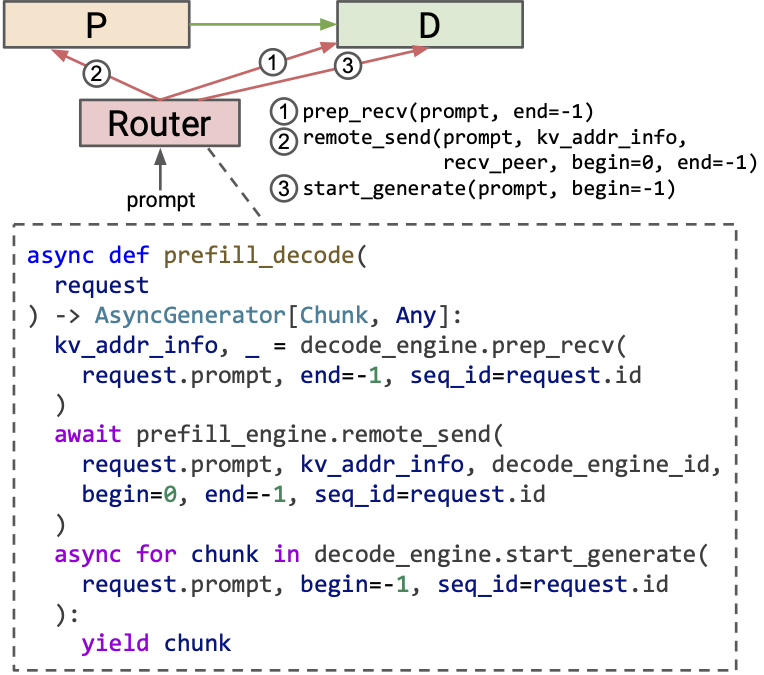 P
D
① prep_recv(prompt, end=-1)
② remote_send(prompt, kv_addr_info,
recv_peer, begin=0, end=-1)
③ start_generate(prompt, begin=-1)
①
②
③
Router
prompt
async def prefill_decode(
  request
) -> AsyncGenerator[Chunk, Any]:
  kv_addr_info, _ = decode_engine.prep_recv(
    request.prompt, end=-1, seq_id=request.id
  )
  await prefill_engine.remote_send(
    request.prompt, kv_addr_info, decode_engine_id,
    begin=0, end=-1, seq_id=request.id
  )
  async for chunk in decode_engine.start_generate(
    request.prompt, begin=-1, seq_id=request.id
  ):
    yield chunk